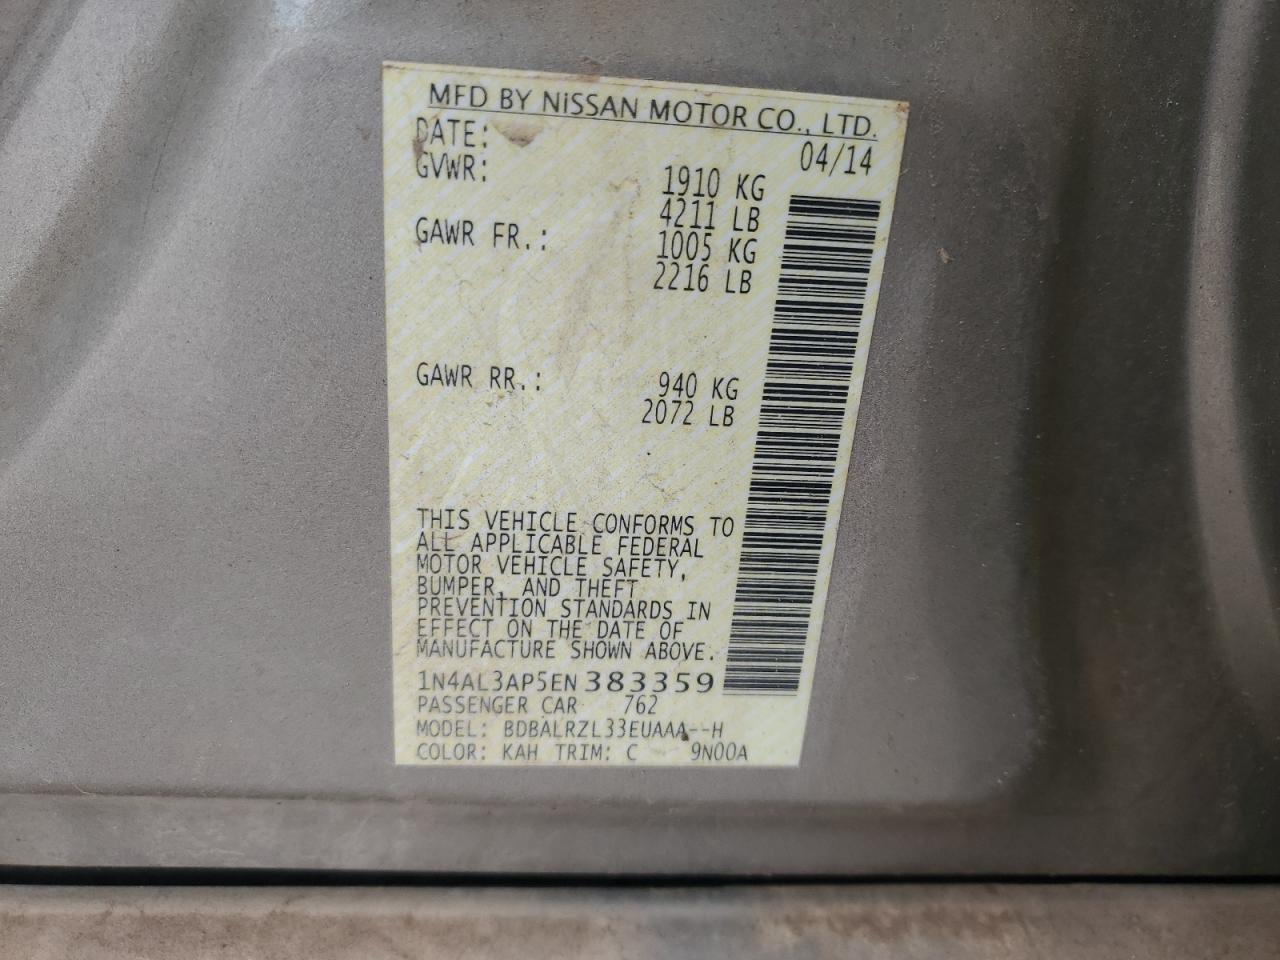 MFD BY NiSSAN MOTOR CO., LTD.
DATE: 04/14
GVWR: 1910 KG
4211 LB
GAWR FR.: 1005 KG
2216 LB
GAWR RR.: 940 KG
2072 LB
THIS VEHICLE CONFORMS TO
ALL APPLICABLE FEDERAL
MOTOR VEHICLE SAFETY,
BUMPER, AND THEFT
PREVENTION STANDARDS IN
EFFECT ON THE DATE OF
MANUFACTURE SHOWN ABOVE.
1N4AL3AP5EN383359
PASSENGER CAR 762
MODEL: BDBALRZL33EUAAA--H
COLOR: KAH TRIM: C 9N00A